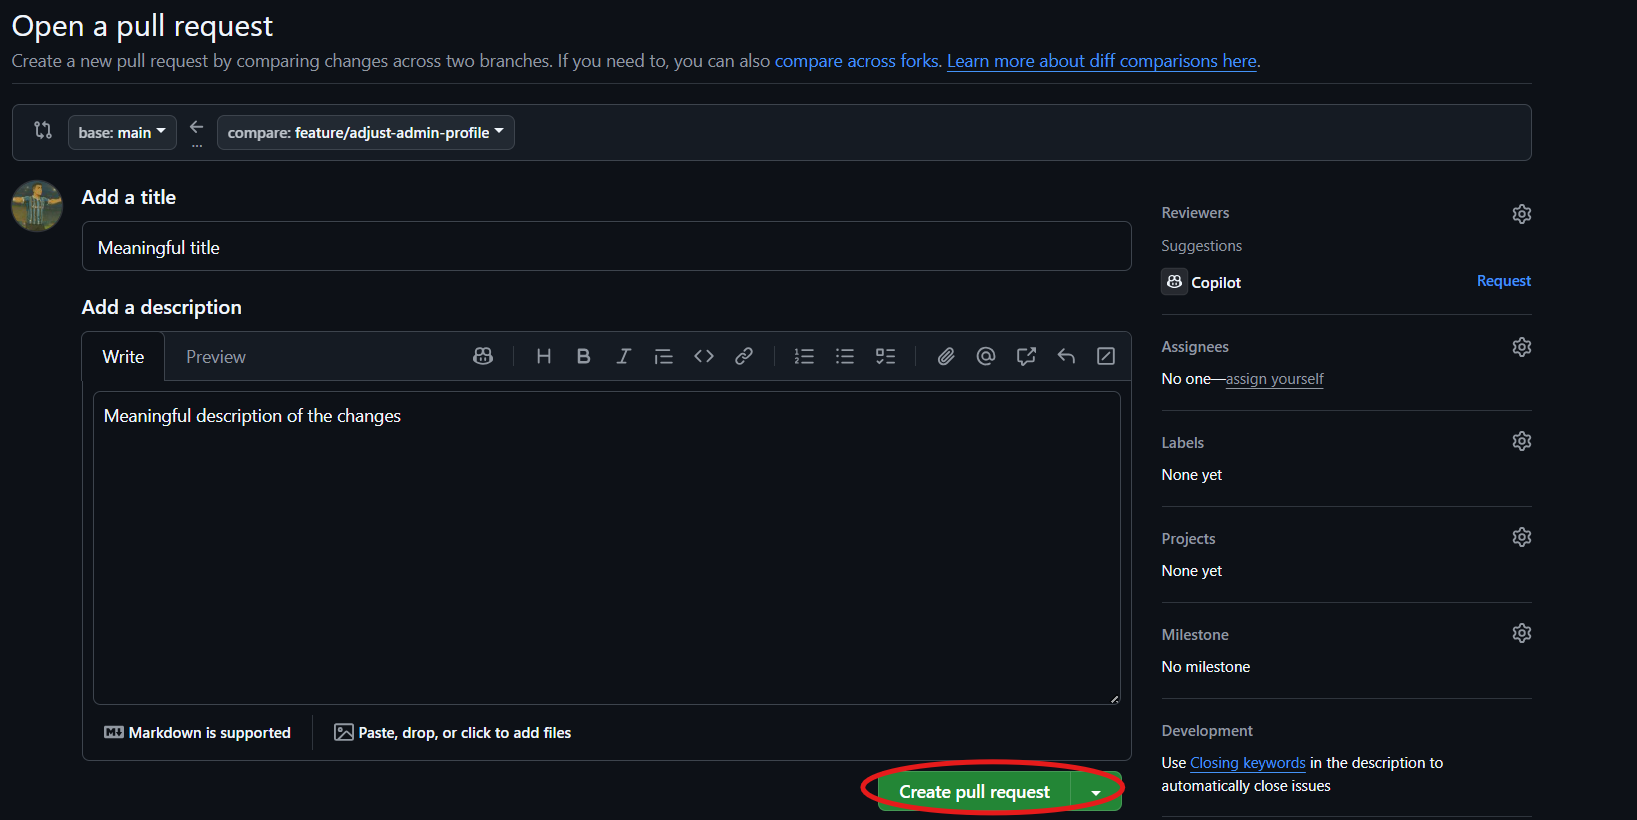 Open a pull request
Create a new pull request by comparing changes across two branches. If you need to, you can also compare across forks. Learn more about diff comparisons here.
base: main
...
compare: feature/adjust-admin-profile
Add a title
Meaningful title
Add a description
Write
Preview
Meaningful description of the changes
Markdown is supported
Paste, drop, or click to add files
Create pull request
Reviewers
Suggestions
Copilot
Request
Assignees
No one—assign yourself
Labels
None yet
Projects
None yet
Milestone
No milestone
Development
Use Closing keywords in the description to
automatically close issues